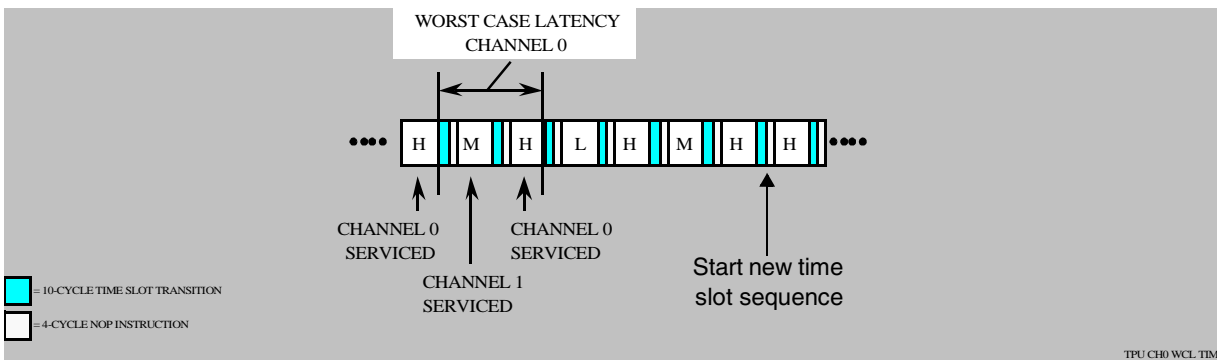 WORST CASE LATENCY
CHANNEL 0
H M H L H M H H
CHANNEL 0
SERVICED
CHANNEL 0
SERVICED
CHANNEL 1
SERVICED
Start new time
slot sequence
= 10-CYCLE TIME SLOT TRANSITION
= 4-CYCLE NOP INSTRUCTION
TPU CH0 WCL TIM